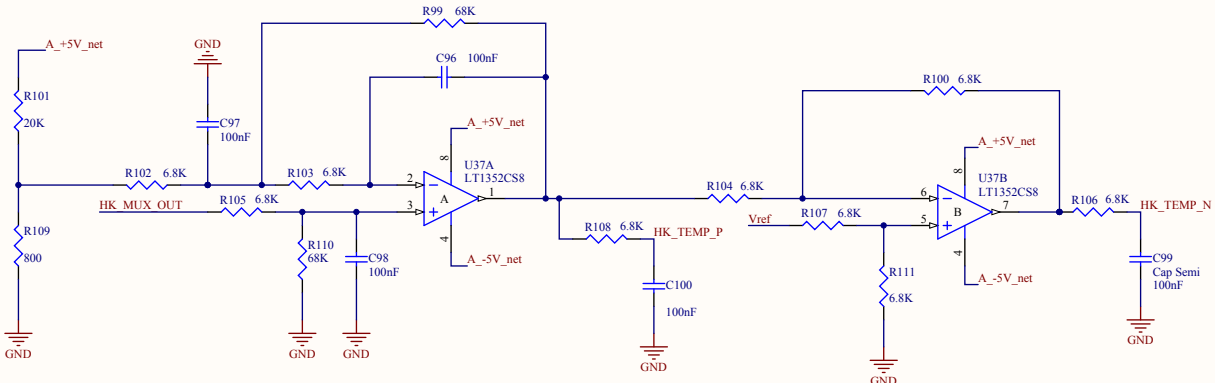 R99 68K
GND
C96 100nF
A_+5V_net
R101
20K
C97
100nF
R100 6.8K
A_+5V_net
8
U37A
LT1352CS8
A_+5V_net
8
U37B
LT1352CS8
R102 6.8K
R103 6.8K
2
A
1
3
HK_MUX_OUT
R105 6.8K
R104 6.8K
6
B
7
5
R106 6.8K
HK_TEMP_N
Vref
R107 6.8K
R109
800
R110
68K
C98
100nF
4
A_-5V_net
R108 6.8K
HK_TEMP_P
C100
100nF
R111
6.8K
4
A_-5V_net
C99
Cap Semi
100nF
GND
GND
GND
GND
GND
GND